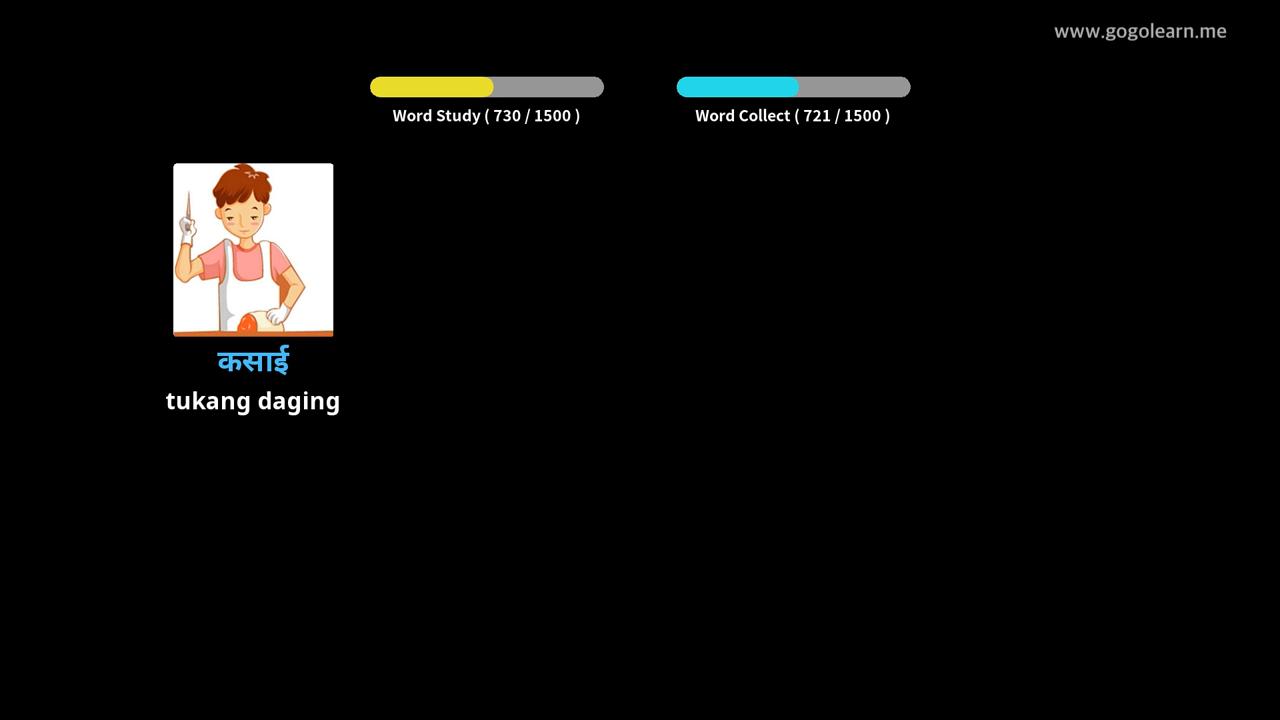 www.gogolearn.me
Word Study ( 730 / 1500 )
Word Collect ( 721 / 1500 )
कसाई
tukang daging